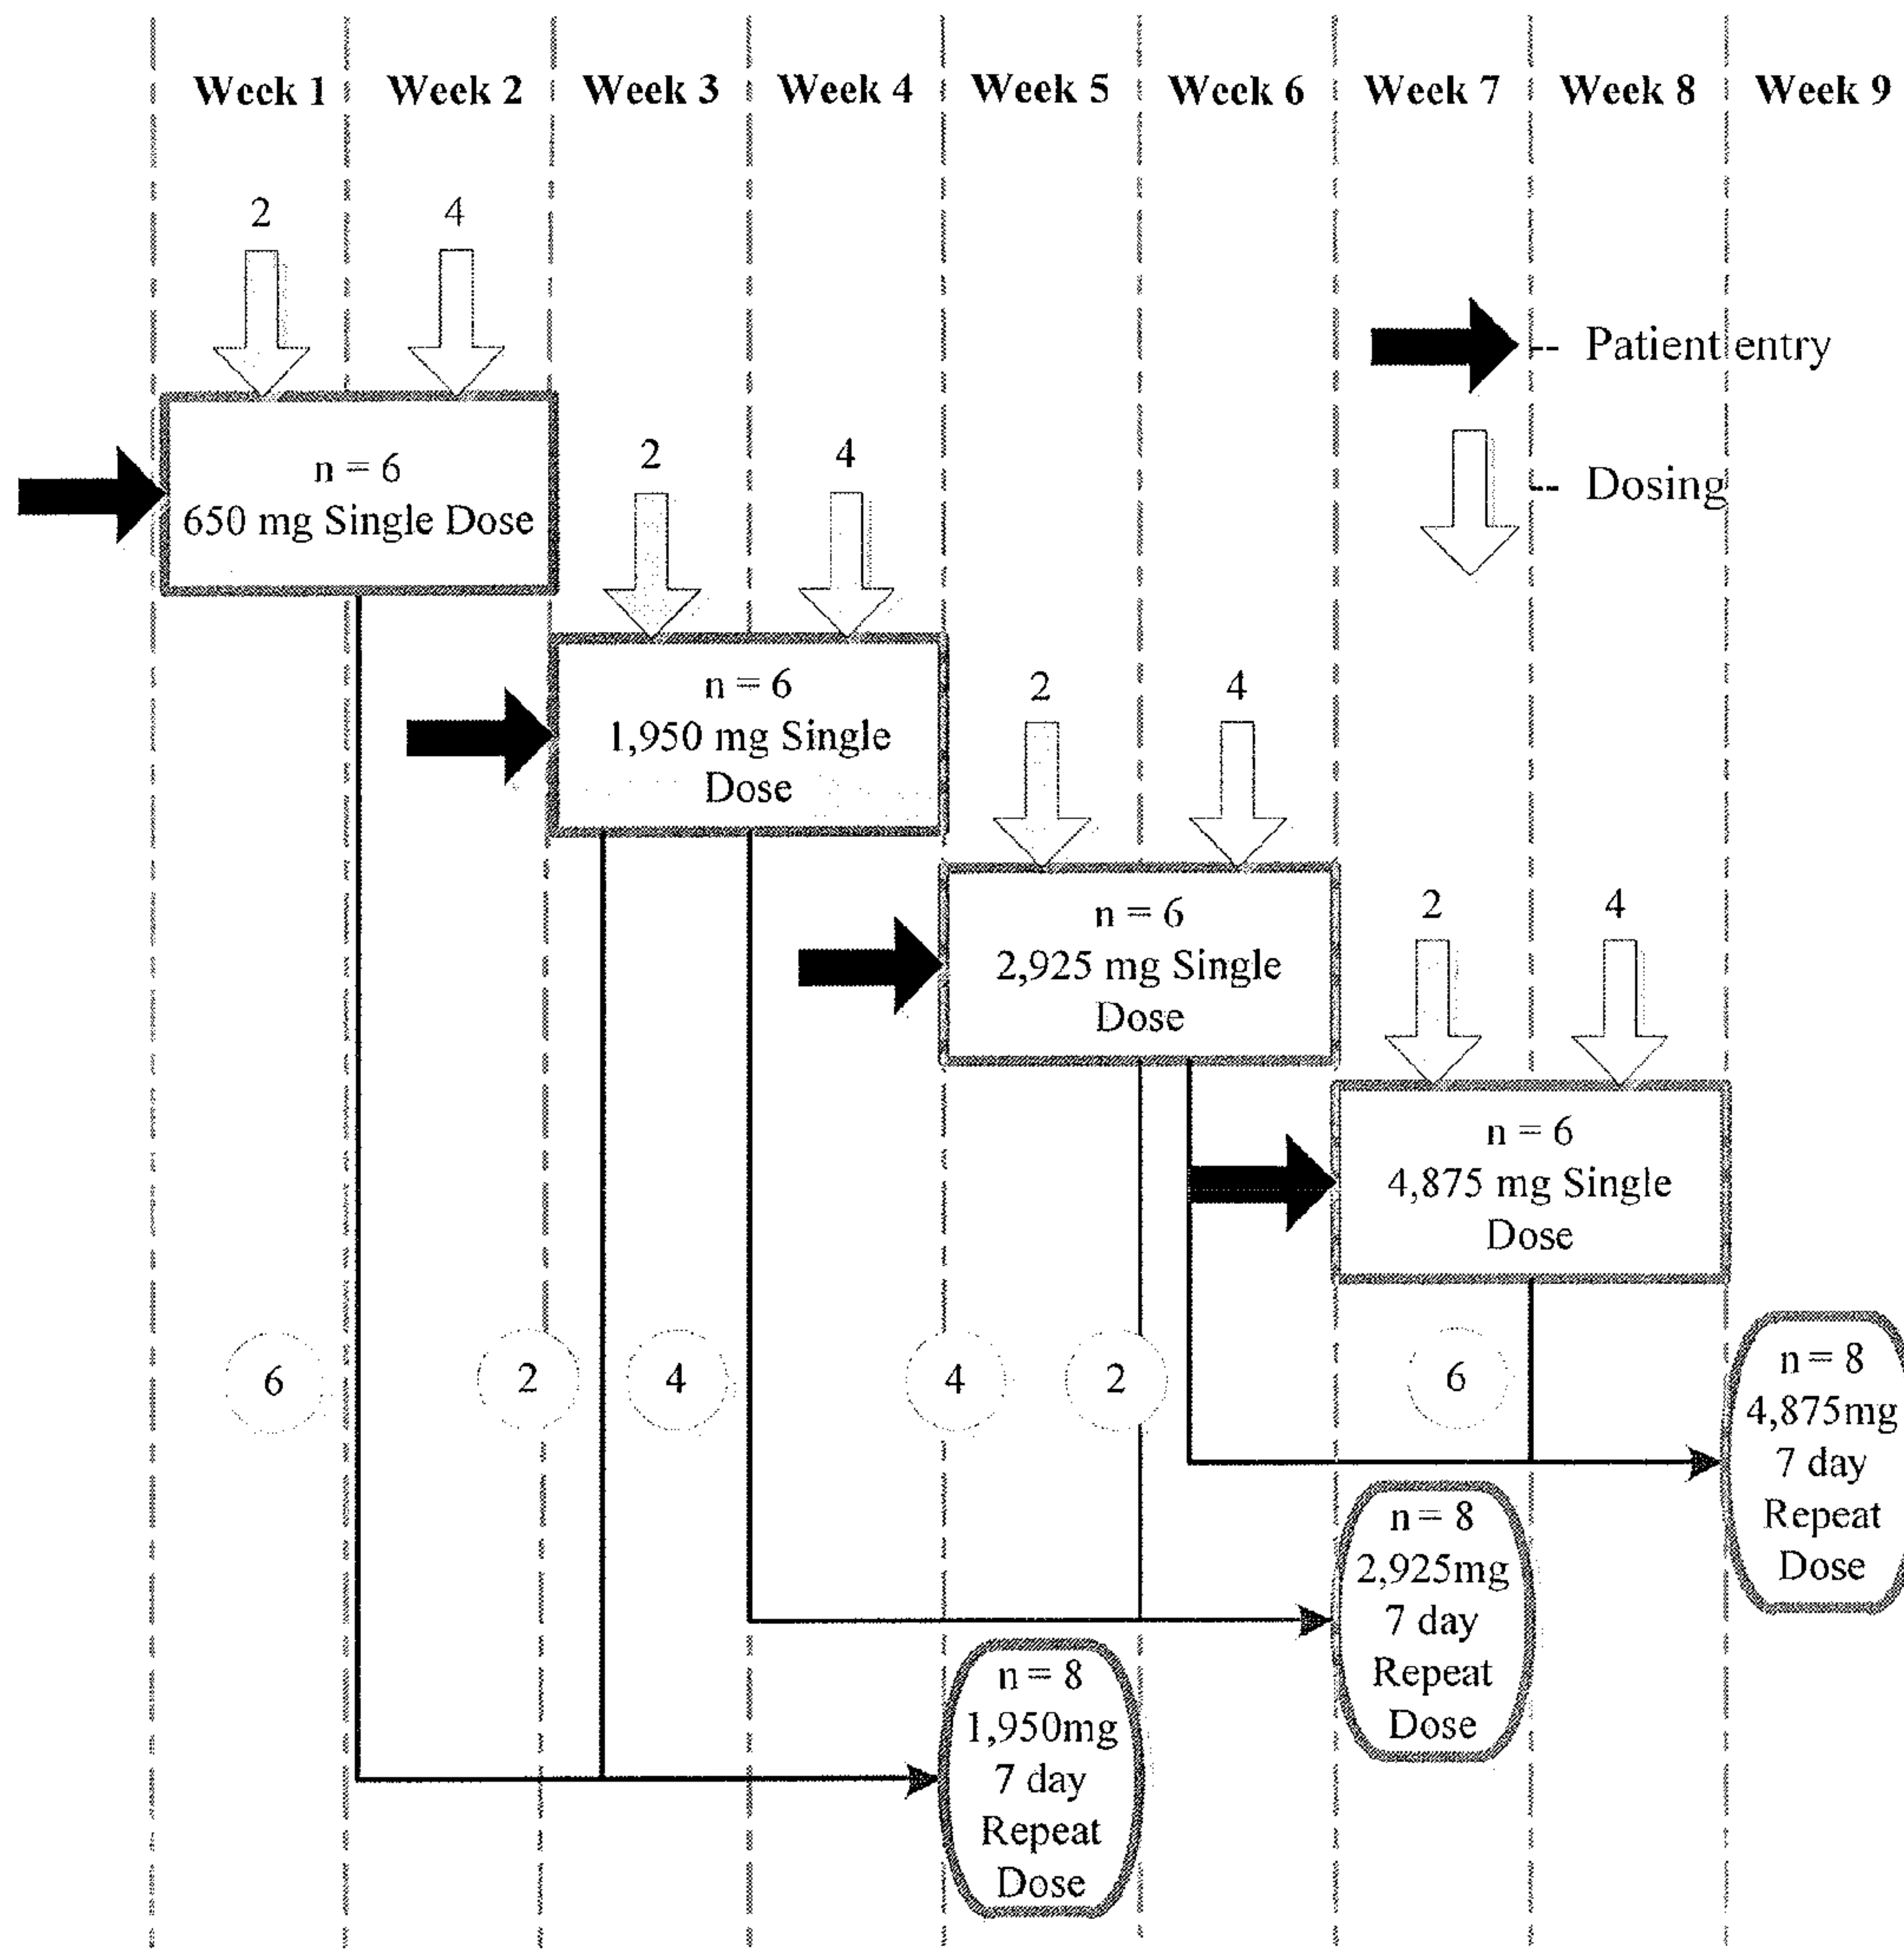 Week 1 Week 2 Week 3 Week 4 Week 5 Week 6 Week 7 Week 8 Week 9
2 4
-- Patient entry
n = 6
650 mg Single Dose
2 4
-- Dosing
n = 6
1,950 mg Single
Dose
2 4
n = 6
2,925 mg Single
Dose
2 4
n = 6
4,875 mg Single
Dose
6 2 4 4 2 6
n = 8
4,875mg
7 day
Repeat
Dose
n = 8
2,925mg
7 day
Repeat
Dose
n = 8
1,950mg
7 day
Repeat
Dose